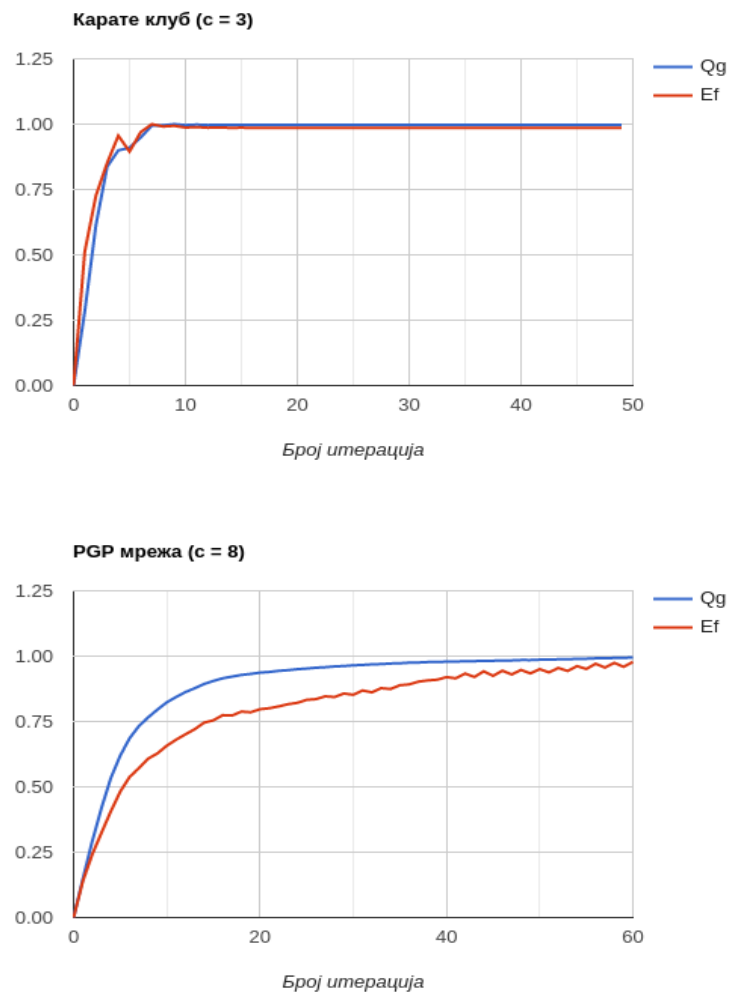 Карате клуб (c = 3)
1.25
Qg
Ef
1.00
0.75
0.50
0.25
0.00
0 10 20 30 40 50
Број итерација
PGP мрежа (c = 8)
1.25
Qg
Ef
1.00
0.75
0.50
0.25
0.00
0 20 40 60
Број итерација